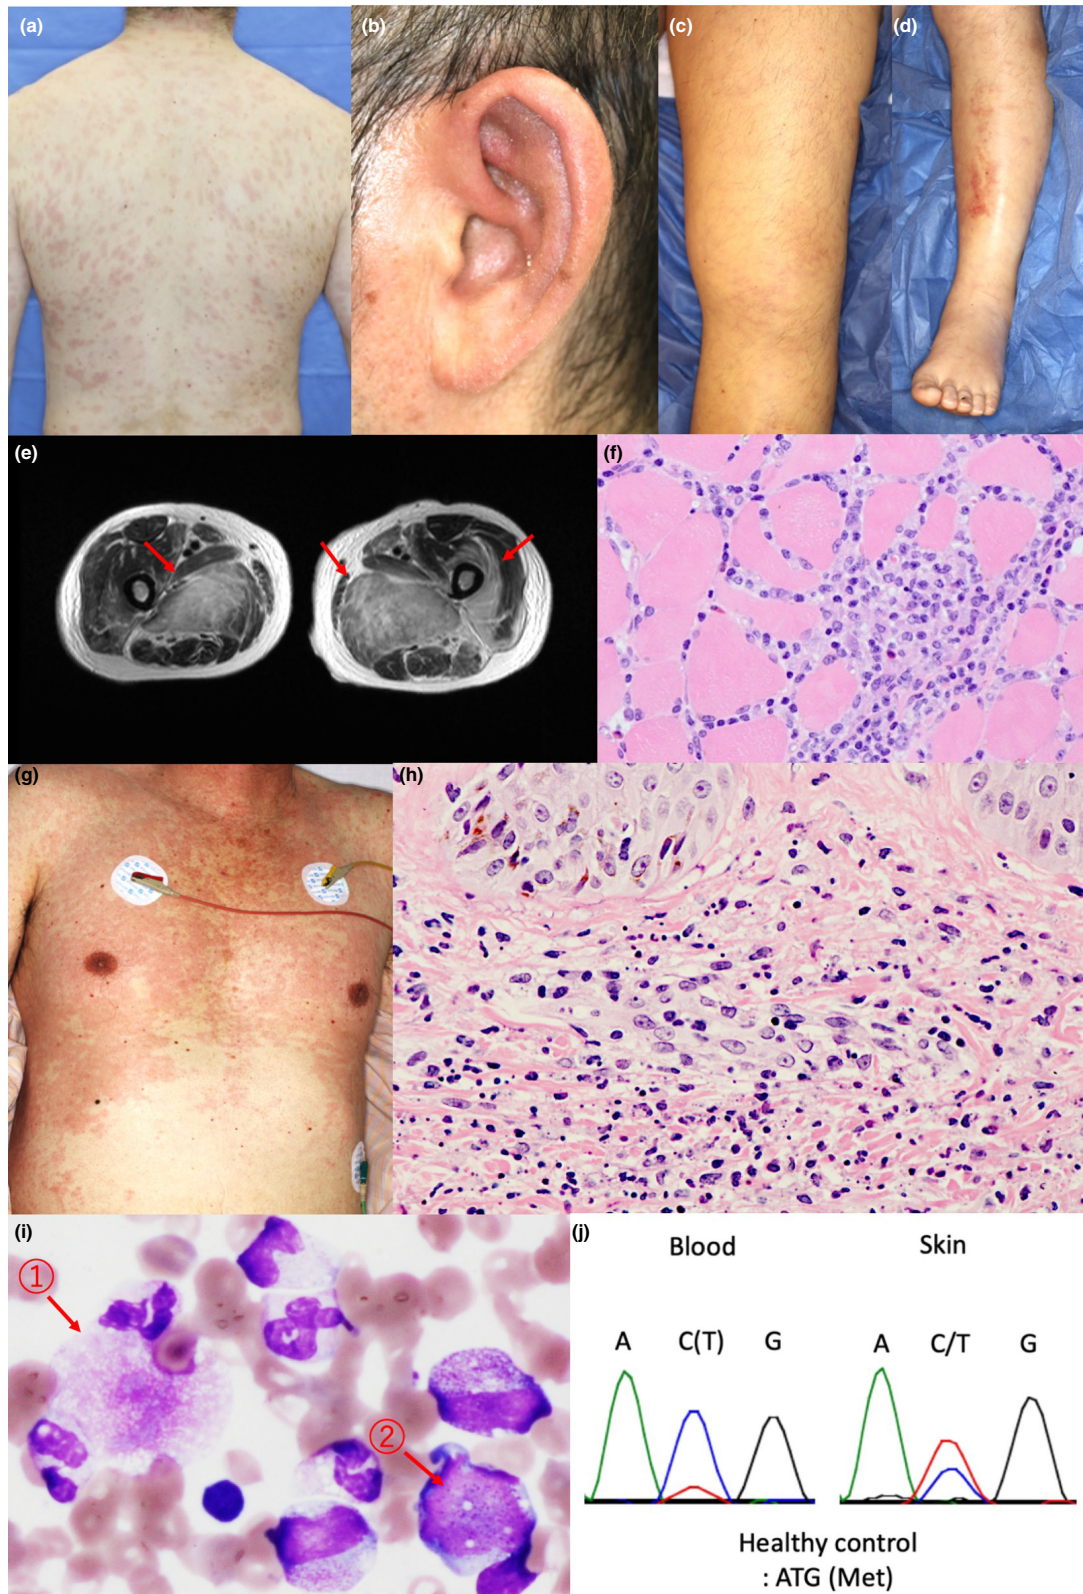 (a)
(b)
(c)
(d)
(e)
(f)
(g)
(h)
(i)
①
②
(j)
Blood Skin
A C(T) G A C/T G
Healthy control
: ATG (Met)